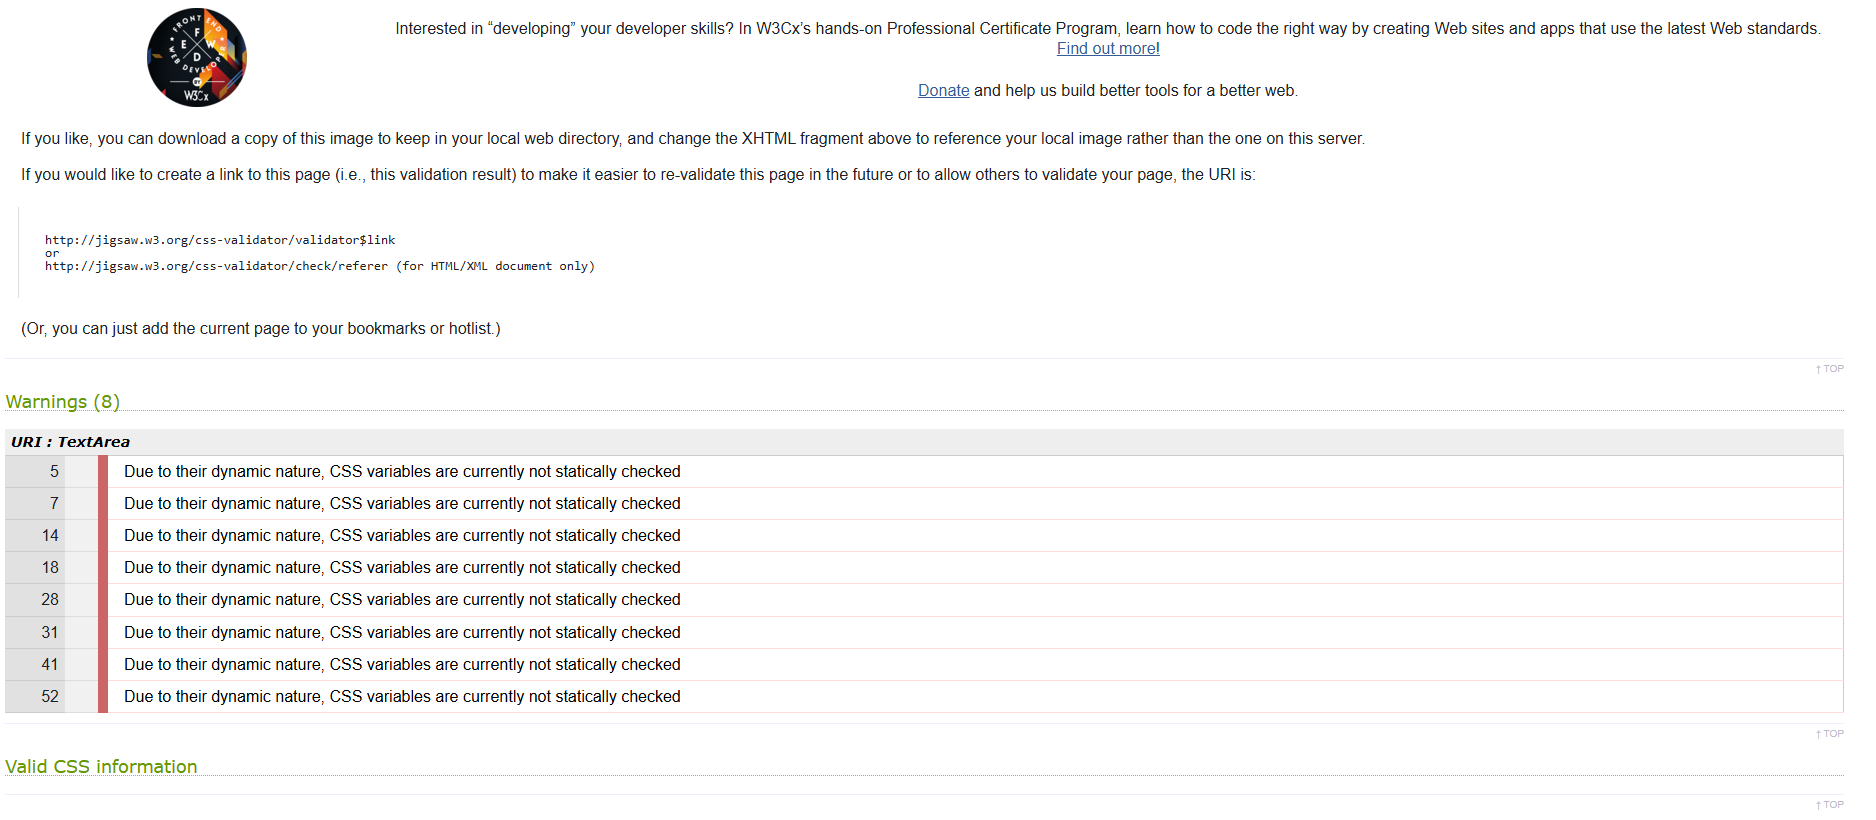 FRONT END
WEB DEVELOPER
F
E W
D
W3Cx
Interested in “developing” your developer skills? In W3Cx’s hands-on Professional Certificate Program, learn how to code the right way by creating Web sites and apps that use the latest Web standards.
Find out more!
Donate and help us build better tools for a better web.
If you like, you can download a copy of this image to keep in your local web directory, and change the XHTML fragment above to reference your local image rather than the one on this server.
If you would like to create a link to this page (i.e., this validation result) to make it easier to re-validate this page in the future or to allow others to validate your page, the URI is:
http://jigsaw.w3.org/css-validator/validator$link
or
http://jigsaw.w3.org/css-validator/check/referer (for HTML/XML document only)
(Or, you can just add the current page to your bookmarks or hotlist.)
↑ TOP
Warnings (8)
URI : TextArea
5 Due to their dynamic nature, CSS variables are currently not statically checked
7 Due to their dynamic nature, CSS variables are currently not statically checked
14 Due to their dynamic nature, CSS variables are currently not statically checked
18 Due to their dynamic nature, CSS variables are currently not statically checked
28 Due to their dynamic nature, CSS variables are currently not statically checked
31 Due to their dynamic nature, CSS variables are currently not statically checked
41 Due to their dynamic nature, CSS variables are currently not statically checked
52 Due to their dynamic nature, CSS variables are currently not statically checked
↑ TOP
Valid CSS information
↑ TOP